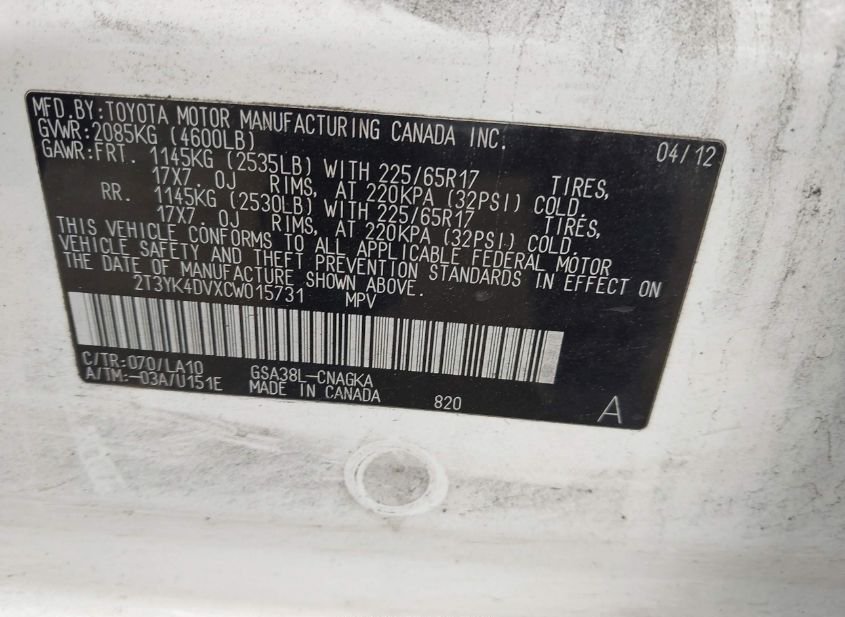 MFD.BY:TOYOTA MOTOR MANUFACTURING CANADA INC.
04/12
GVWR:2085KG (4600LB)
GAWR:FRT. 1145KG (2535LB) WITH 225/65R17 TIRES,
17X7. 0J RIMS, AT 220KPA (32PSI) COLD.
RR. 1145KG (2530LB) WITH 225/65R17 TIRES,
17X7 0J RIMS, AT 220KPA (32PSI) COLD.
THIS VEHICLE CONFORMS TO ALL APPLICABLE FEDERAL MOTOR
VEHICLE SAFETY AND THEFT PREVENTION STANDARDS IN EFFECT ON
THE DATE OF MANUFACTURE SHOWN ABOVE.
2T3YK4DVXCW015731 MPV
C/TR:070/LA10 GSA38L-CNAGKA
A/TM:-03A/U151E MADE IN CANADA 820 A